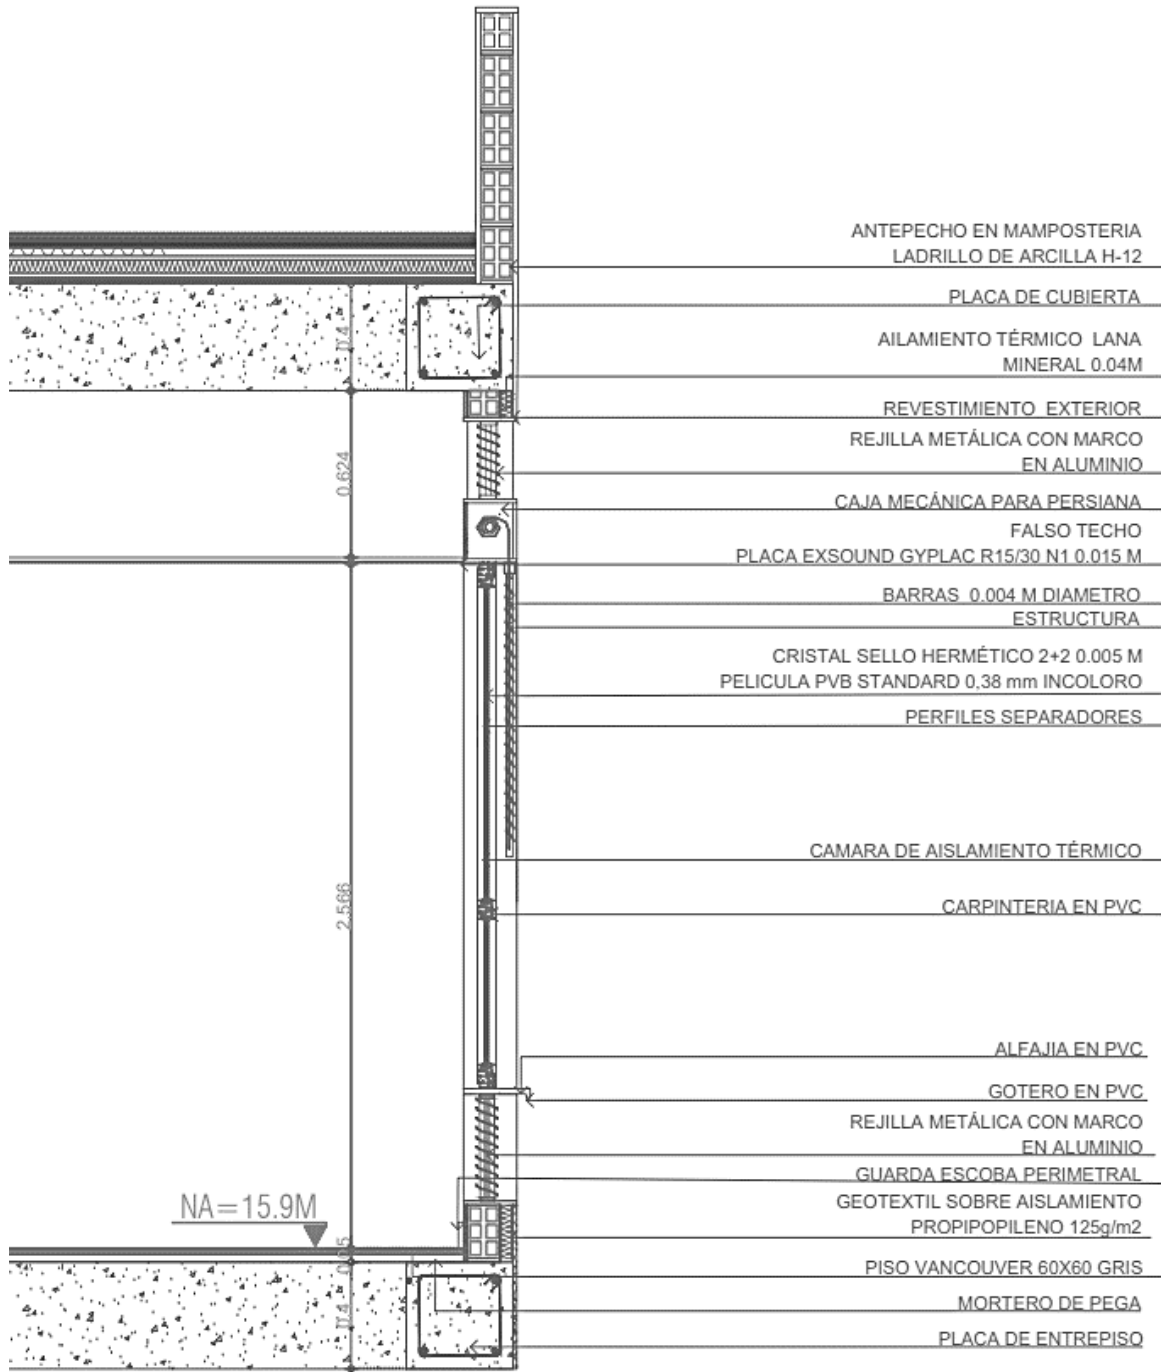 ANTEPECHO EN MAMPOSTERIA
LADRILLO DE ARCILLA H-12
PLACA DE CUBIERTA
0.4
AILAMIENTO TÉRMICO LANA
MINERAL 0.04M
REVESTIMIENTO EXTERIOR
REJILLA METÁLICA CON MARCO
EN ALUMINIO
0.624
CAJA MECÁNICA PARA PERSIANA
FALSO TECHO
PLACA EXSOUND GYPLAC R15/30 N1 0.015 M
BARRAS 0.004 M DIAMETRO
ESTRUCTURA
CRISTAL SELLO HERMÉTICO 2+2 0.005 M
PELICULA PVB STANDARD 0,38 mm INCOLORO
PERFILES SEPARADORES
CAMARA DE AISLAMIENTO TÉRMICO
2.566
CARPINTERIA EN PVC
ALFAJIA EN PVC
GOTERO EN PVC
REJILLA METÁLICA CON MARCO
EN ALUMINIO
GUARDA ESCOBA PERIMETRAL
NA=15.9M
GEOTEXTIL SOBRE AISLAMIENTO
PROPIPOPILENO 125g/m2
0.05
PISO VANCOUVER 60X60 GRIS
MORTERO DE PEGA
0.4
PLACA DE ENTREPISO